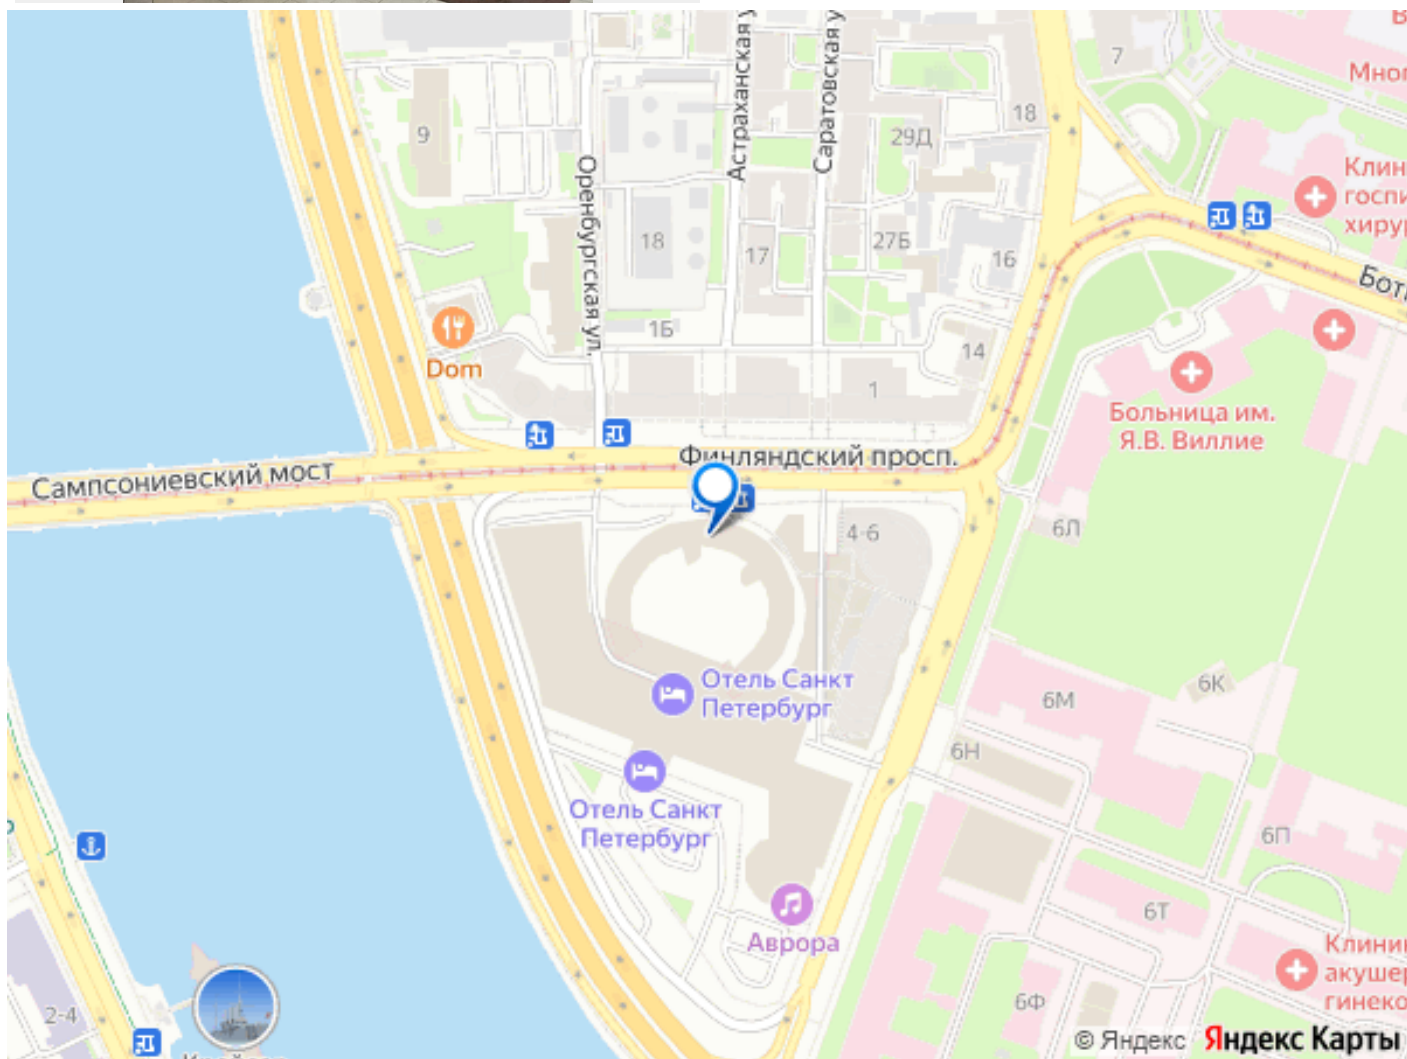 Астраханская
Саратовская
7
В
Мног
18
29Д
9
Оренбургская ул.
Клин
госпи
хирур
18
17
27Б
16
Бот
1Б
Dom
14
1
Больница им.
Я.В. Виллие
Финляндский просп.
Сампсониевский мост
4-6
6Л
Отель Санкт
Петербург
6М
6К
6Н
Отель Санкт
Петербург
6П
6Т
Аврора
Клини
акушер
гинеко
6Ф
2-4
© Яндекс Яндекс Карты